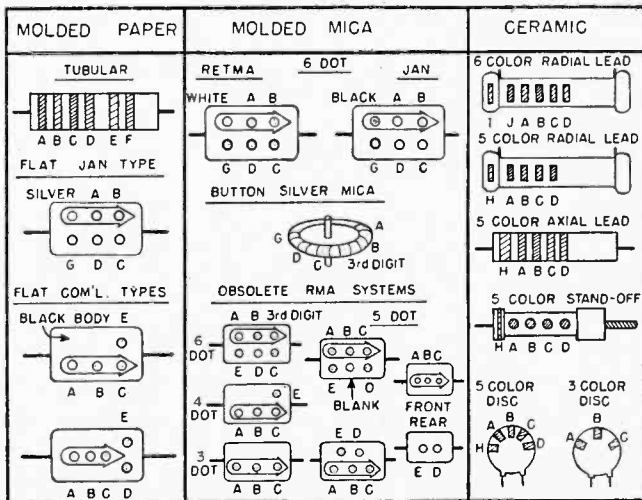 MOLDED PAPER
TUBULAR
A B C D E F
FLAT JAN TYPE
SILVER A B
G D C
FLAT COM'L. TYPES
BLACK BODY E
A B C
E
A B C D
MOLDED MICA
6 DOT
RETMA JAN
WHITE A B
G D C
BLACK A B
G D C
BUTTON SILVER MICA
A
B
G
D
C
3rd DIGIT
OBSOLETE RMA SYSTEMS
A B 3rd DIGIT
6 DOT
E D C
5 DOT
A B C
E D
BLANK
A B C
FRONT
REAR
E D
4 DOT
E
A B C
3 DOT
A B C
E D
A B C
CERAMIC
6 COLOR RADIAL LEAD
I J A B C D
5 COLOR RADIAL LEAD
H A B C D
5 COLOR AXIAL LEAD
H A B C D
5 COLOR STAND-OFF
H A B C D
5 COLOR DISC
H A B C D
3 COLOR DISC
A B C